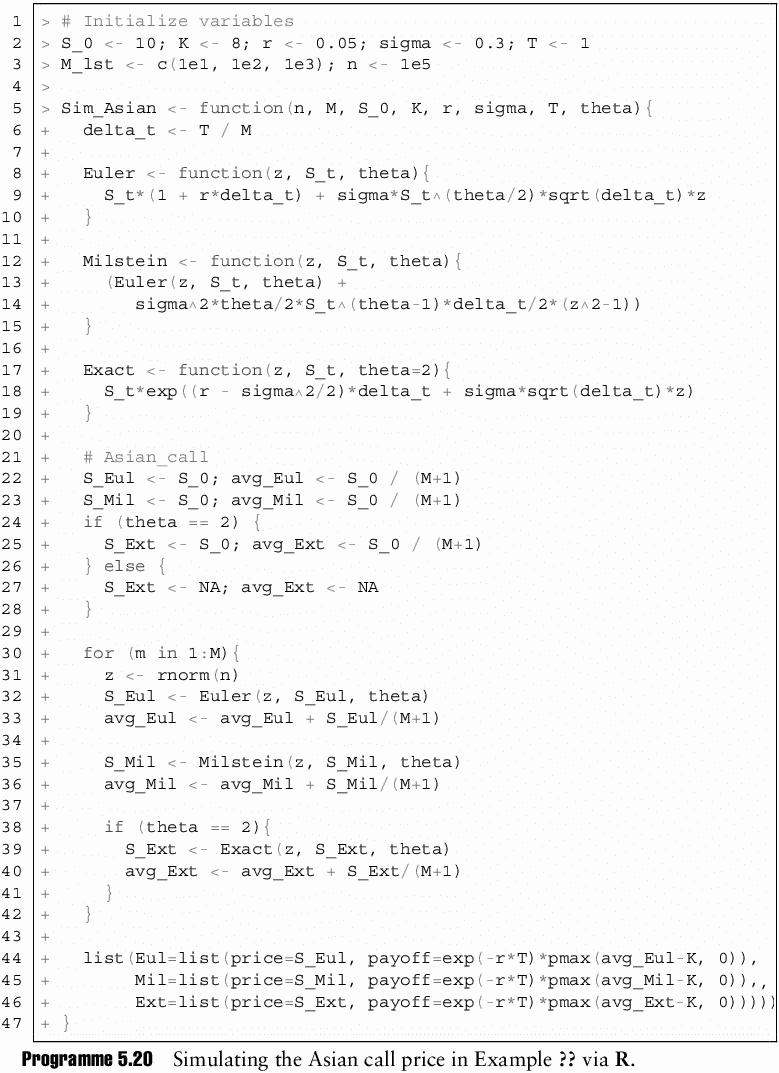 1 > # Initialize variables
2 > S_0 <- 10; K <- 8; r <- 0.05; sigma <- 0.3; T <- 1
3 > M_lst <- c(1e1, 1e2, 1e3); n <- 1e5
4 >
5 > Sim_Asian <- function(n, M, S_0, K, r, sigma, T, theta){
6 +   delta_t <- T / M
7 +
8 +   Euler <- function(z, S_t, theta){
9 +     S_t*(1 + r*delta_t) + sigma*S_t^(theta/2)*sqrt(delta_t)*z
10 +   }
11 +
12 +   Milstein <- function(z, S_t, theta){
13 +     (Euler(z, S_t, theta) +
14 +        sigma^2*theta/2*S_t^(theta-1)*delta_t/2*(z^2-1))
15 +   }
16 +
17 +   Exact <- function(z, S_t, theta=2){
18 +     S_t*exp((r - sigma^2/2)*delta_t + sigma*sqrt(delta_t)*z)
19 +   }
20 +
21 +   # Asian_call
22 +   S_Eul <- S_0; avg_Eul <- S_0 / (M+1)
23 +   S_Mil <- S_0; avg_Mil <- S_0 / (M+1)
24 +   if (theta == 2) {
25 +     S_Ext <- S_0; avg_Ext <- S_0 / (M+1)
26 +   } else {
27 +     S_Ext <- NA; avg_Ext <- NA
28 +   }
29 +
30 +   for (m in 1:M){
31 +     z <- rnorm(n)
32 +     S_Eul <- Euler(z, S_Eul, theta)
33 +     avg_Eul <- avg_Eul + S_Eul/(M+1)
34 +
35 +     S_Mil <- Milstein(z, S_Mil, theta)
36 +     avg_Mil <- avg_Mil + S_Mil/(M+1)
37 +
38 +     if (theta == 2){
39 +       S_Ext <- Exact(z, S_Ext, theta)
40 +       avg_Ext <- avg_Ext + S_Ext/(M+1)
41 +     }
42 +   }
43 +
44 +   list(Eul=list(price=S_Eul, payoff=exp(-r*T)*pmax(avg_Eul-K, 0)),
45 +        Mil=list(price=S_Mil, payoff=exp(-r*T)*pmax(avg_Mil-K, 0)),,
46 +        Ext=list(price=S_Ext, payoff=exp(-r*T)*pmax(avg_Ext-K, 0)))))
47 + }
Programme 5.20 Simulating the Asian call price in Example ?? via R.